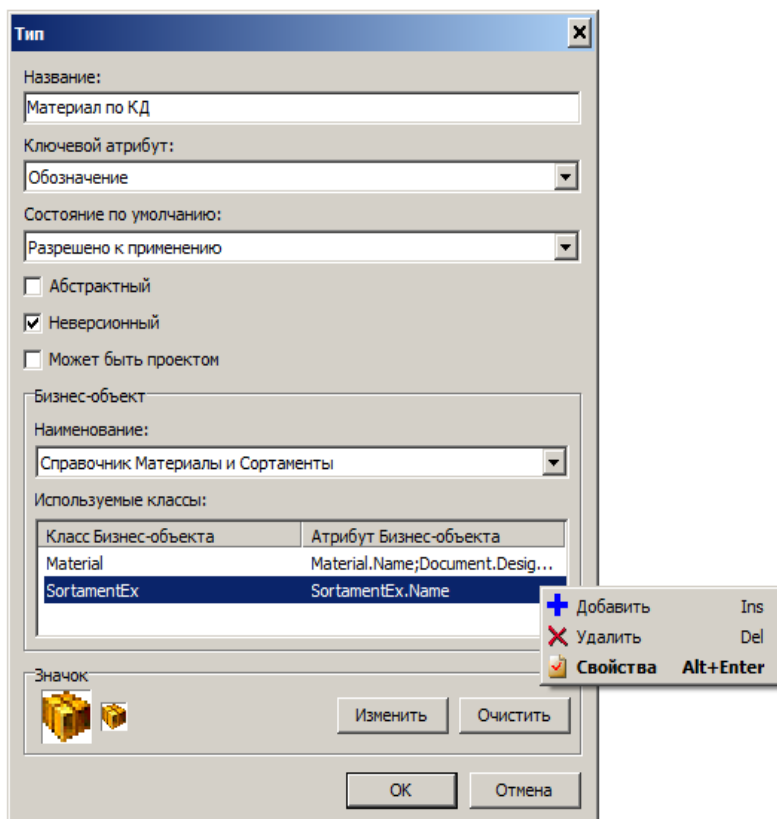 Тип
Название:
Материал по КД
Ключевой атрибут:
Обозначение
Состояние по умолчанию:
Разрешено к применению
Абстрактный
Неверсионный
Может быть проектом
Бизнес-объект
Наименование:
Справочник Материалы и Сортаменты
Используемые классы:
Класс Бизнес-объекта Атрибут Бизнес-объекта
Material Material.Name;Document.Desig...
SortamentEx SortamentEx.Name
Добавить Ins
Удалить Del
Свойства Alt+Enter
Значок
Изменить Очистить
OK Отмена